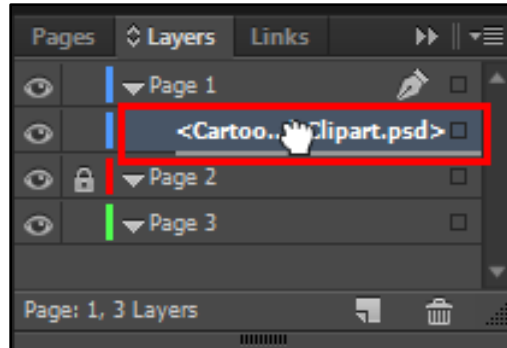 Pages Layers Links
Page 1
<Cartoo... Clipart.psd>
Page 2
Page 3
Page: 1, 3 Layers